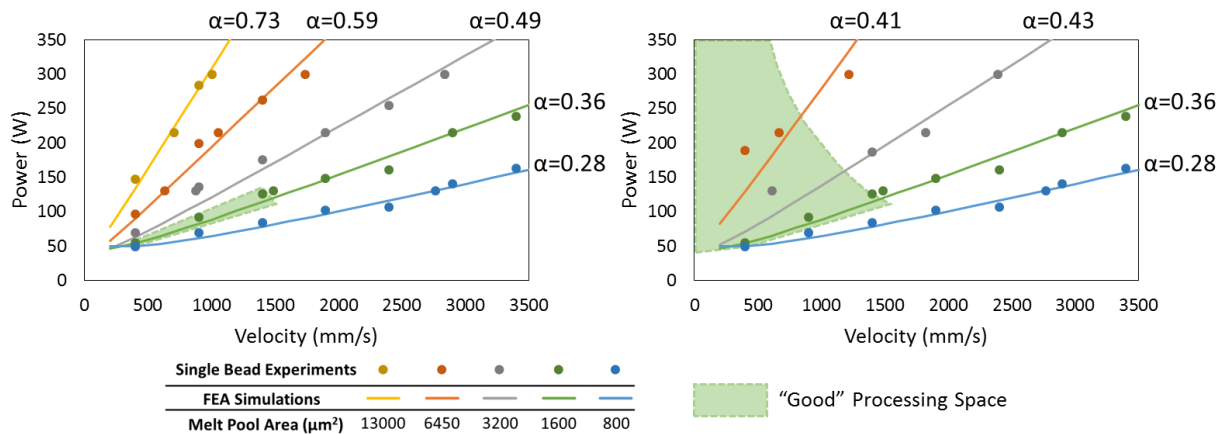 α=0.73 α=0.59 α=0.49
350
300
250
200
150
100
50
0
Power (W)
α=0.36
α=0.28
0 500 1000 1500 2000 2500 3000 3500
Velocity (mm/s)
α=0.41 α=0.43
350
300
250
200
150
100
50
0
Power (W)
α=0.36
α=0.28
0 500 1000 1500 2000 2500 3000 3500
Velocity (mm/s)
Single Bead Experiments
FEA Simulations
Melt Pool Area (µm²) 13000 6450 3200 1600 800
“Good” Processing Space